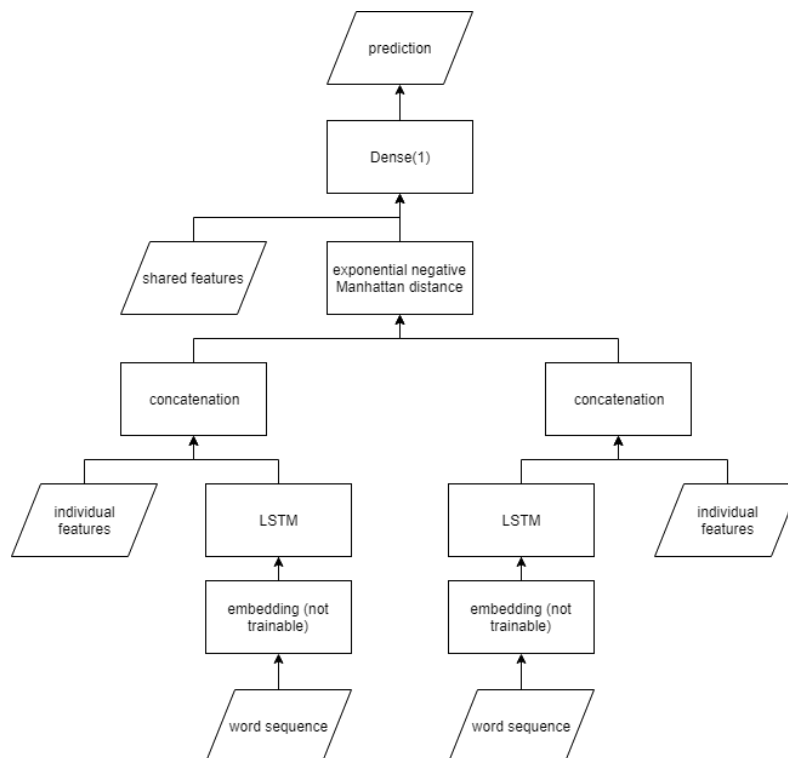 prediction
Dense(1)
shared features
exponential negative
Manhattan distance
concatenation
concatenation
individual
features
LSTM
LSTM
individual
features
embedding (not
trainable)
embedding (not
trainable)
word sequence
word sequence